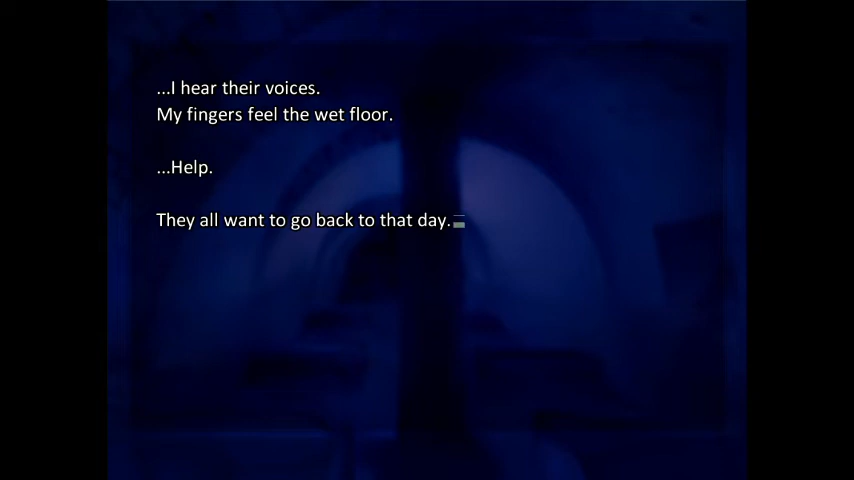 ...I hear their voices.
My fingers feel the wet floor.
...Help.
They all want to go back to that day.